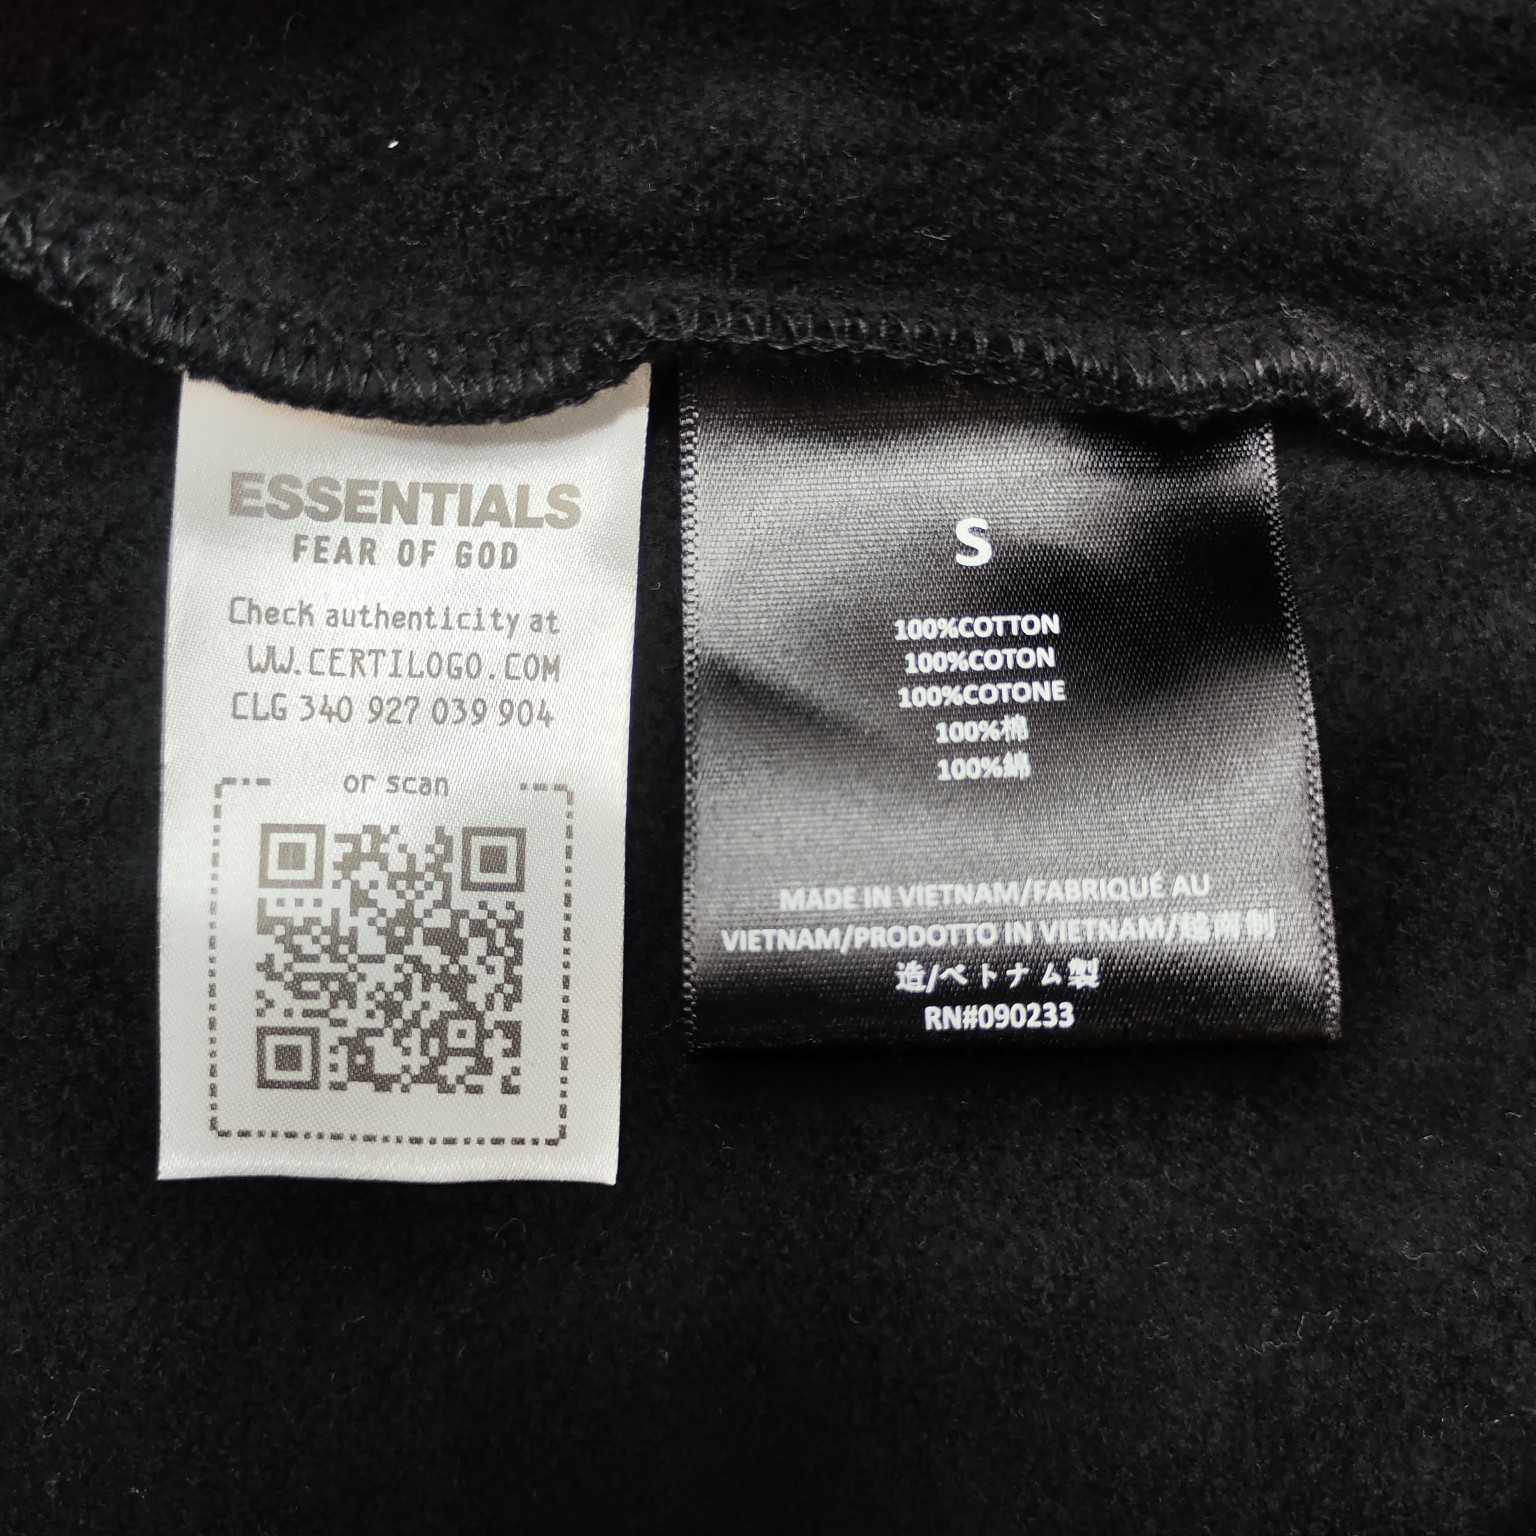 ESSENTIALS
FEAR OF GOD
Check authenticity at
WW.CERTILOGO.COM
CLG 340 927 039 904
or scan
S
100%COTTON
100%COTON
100%COTONE
100%棉
100%綿
MADE IN VIETNAM/FABRIQUÉ AU
VIETNAM/PRODOTTO IN VIETNAM/越南制
造/ベトナム製
RN#090233